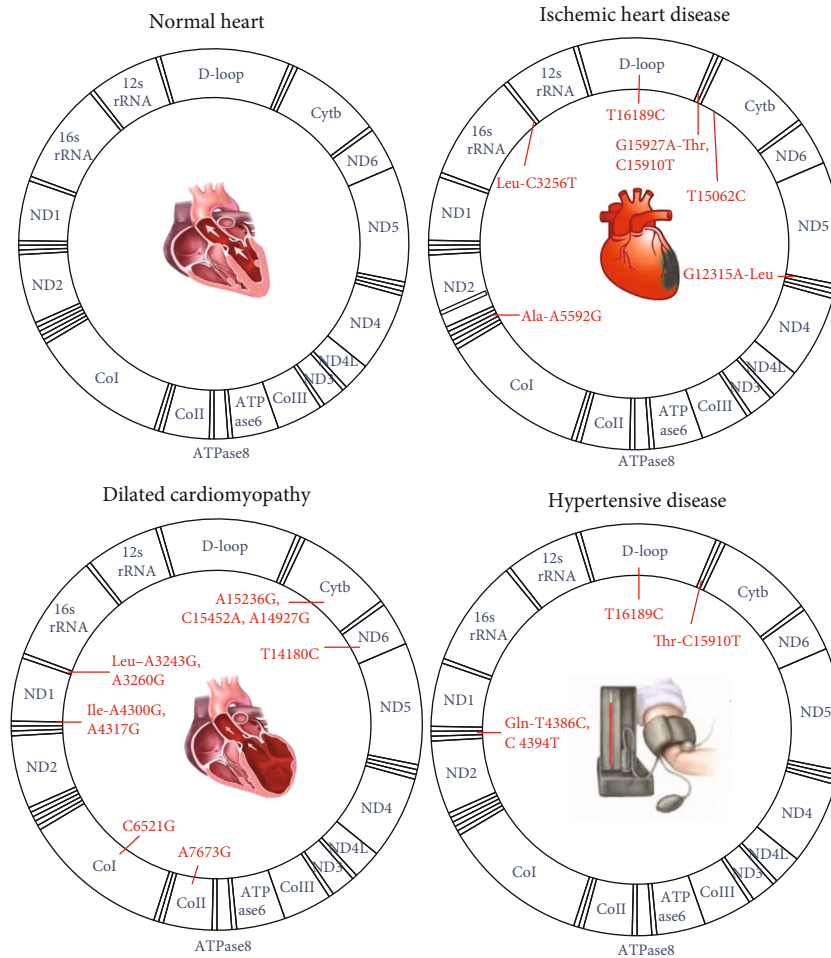 Normal heart
D-loop
12s
rRNA
16s
rRNA
ND1
ND2
CoI
CoII
ATPase8
ATP
ase6
CoIII
ND3
ND4L
ND4
ND5
ND6
Cytb
Ischemic heart disease
D-loop
12s
rRNA
16s
rRNA
ND1
ND2
CoI
CoII
ATPase8
ATP
ase6
CoIII
ND3
ND4L
ND4
ND5
ND6
Cytb
T16189C
G15927A-Thr,
C15910T
T15062C
Leu-C3256T
G12315A-Leu
Ala-A5592G
Dilated cardiomyopathy
D-loop
12s
rRNA
16s
rRNA
ND1
ND2
CoI
CoII
ATPase8
ATP
ase6
CoIII
ND3
ND4L
ND4
ND5
ND6
Cytb
A15236G,
C15452A, A14927G
T14180C
Leu–A3243G,
A3260G
Ile-A4300G,
A4317G
C6521G
A7673G
Hypertensive disease
D-loop
12s
rRNA
16s
rRNA
ND1
ND2
CoI
CoII
ATPase8
ATP
ase6
CoIII
ND3
ND4L
ND4
ND5
ND6
Cytb
T16189C
Thr-C15910T
Gln-T4386C,
C 4394T